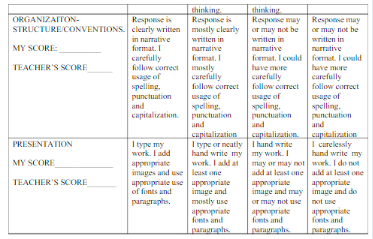 thinking. thinking.
ORGANIZAITON-
STRUCTURE/CONVENTIONS.
MY SCORE:
TEACHER'S SCORE
Response is
clearly written
in narrative
format. I
carefully
follow correct
usage of
spelling,
punctuation
and
capitalization.
Response is
mostly clearly
written in
narrative
format. I
mostly
carefully
follow correct
usage of
spelling,
punctuation
and
capitalization
Response may
or may not be
written in
narrative
format. I could
have more
carefully
follow correct
usage of
spelling,
punctuation
and
capitalization.
Response may
or may not be
written in
narrative
format. I could
have more
carefully
follow correct
usage of
spelling,
punctuation
and
capitalization
PRESENTATION
MY SCORE
TEACHER'S SCORE
I type my
work. I add
appropriate
images and use
appropriate use
of fonts and
paragraphs.
I type or neatly
hand write my
work. I add at
least one
appropriate
image and
mostly use
appropriate
fonts and
paragraphs.
I hand write
my work. I
may or may not
add at least one
appropriate
image and may
or may not use
appropriate
fonts and
paragraphs.
I carelessly
hand write my
work. I do not
add at least one
appropriate
image and do
not use
appropriate
fonts and
paragraphs.